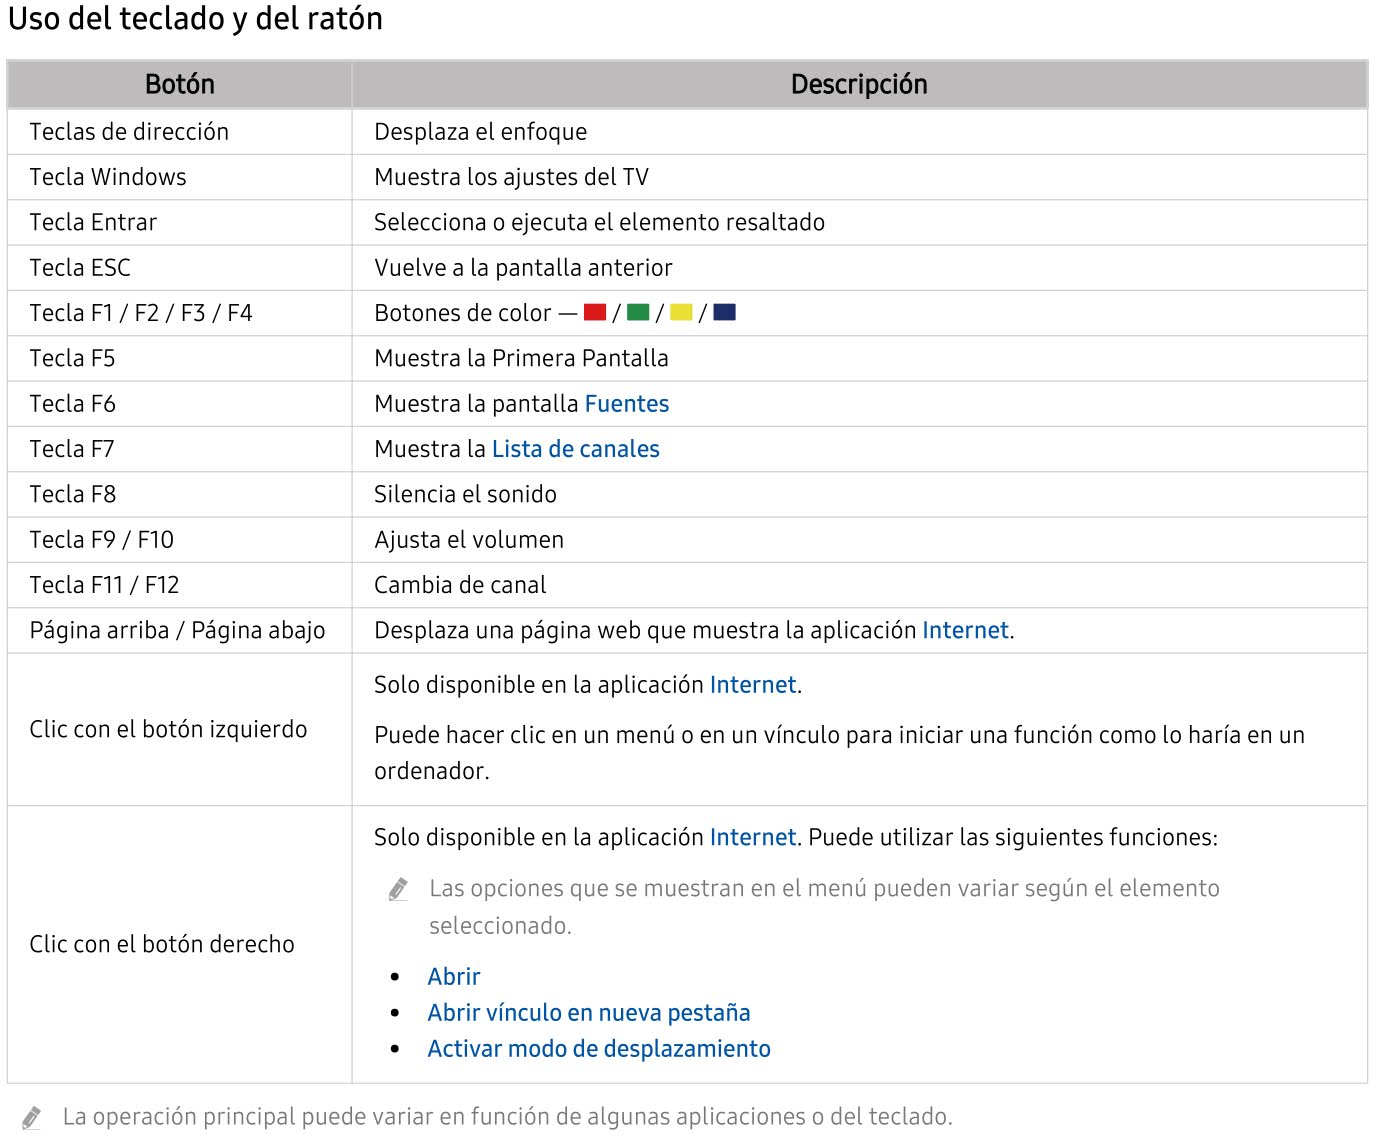 Uso del teclado y del ratón
Botón Descripción
Teclas de dirección Desplaza el enfoque
Tecla Windows Muestra los ajustes del TV
Tecla Entrar Selecciona o ejecuta el elemento resaltado
Tecla ESC Vuelve a la pantalla anterior
Tecla F1 / F2 / F3 / F4 Botones de color — / / /
Tecla F5 Muestra la Primera Pantalla
Tecla F6 Muestra la pantalla Fuentes
Tecla F7 Muestra la Lista de canales
Tecla F8 Silencia el sonido
Tecla F9 / F10 Ajusta el volumen
Tecla F11 / F12 Cambia de canal
Página arriba / Página abajo Desplaza una página web que muestra la aplicación Internet.
Clic con el botón izquierdo
Solo disponible en la aplicación Internet.
Puede hacer clic en un menú o en un vínculo para iniciar una función como lo haría en un
ordenador.
Clic con el botón derecho
Solo disponible en la aplicación Internet. Puede utilizar las siguientes funciones:
Las opciones que se muestran en el menú pueden variar según el elemento
seleccionado.
• Abrir
• Abrir vínculo en nueva pestaña
• Activar modo de desplazamiento
La operación principal puede variar en función de algunas aplicaciones o del teclado.